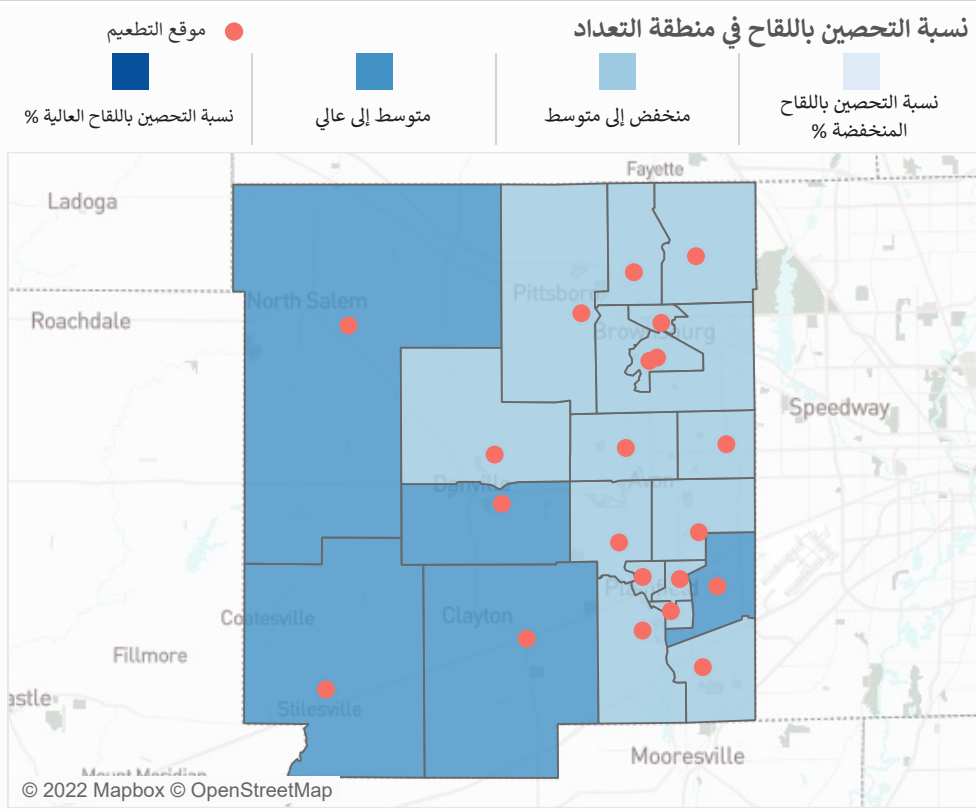 نسبة التحصين باللقاح في منطقة التعداد
موقع التطعيم
نسبة التحصين باللقاح
المنخفضة %
منخفض إلى متوسط
متوسط إلى عالي
نسبة التحصين باللقاح العالية %
Fayette
Ladoga
North Salem
Pittsboro
Roachdale
Brownsburg
Speedway
Danville
Avon
Plainfield
Coatesville
Clayton
Fillmore
astle
Stilesville
Mooresville
Mount Meridian
© 2022 Mapbox © OpenStreetMap